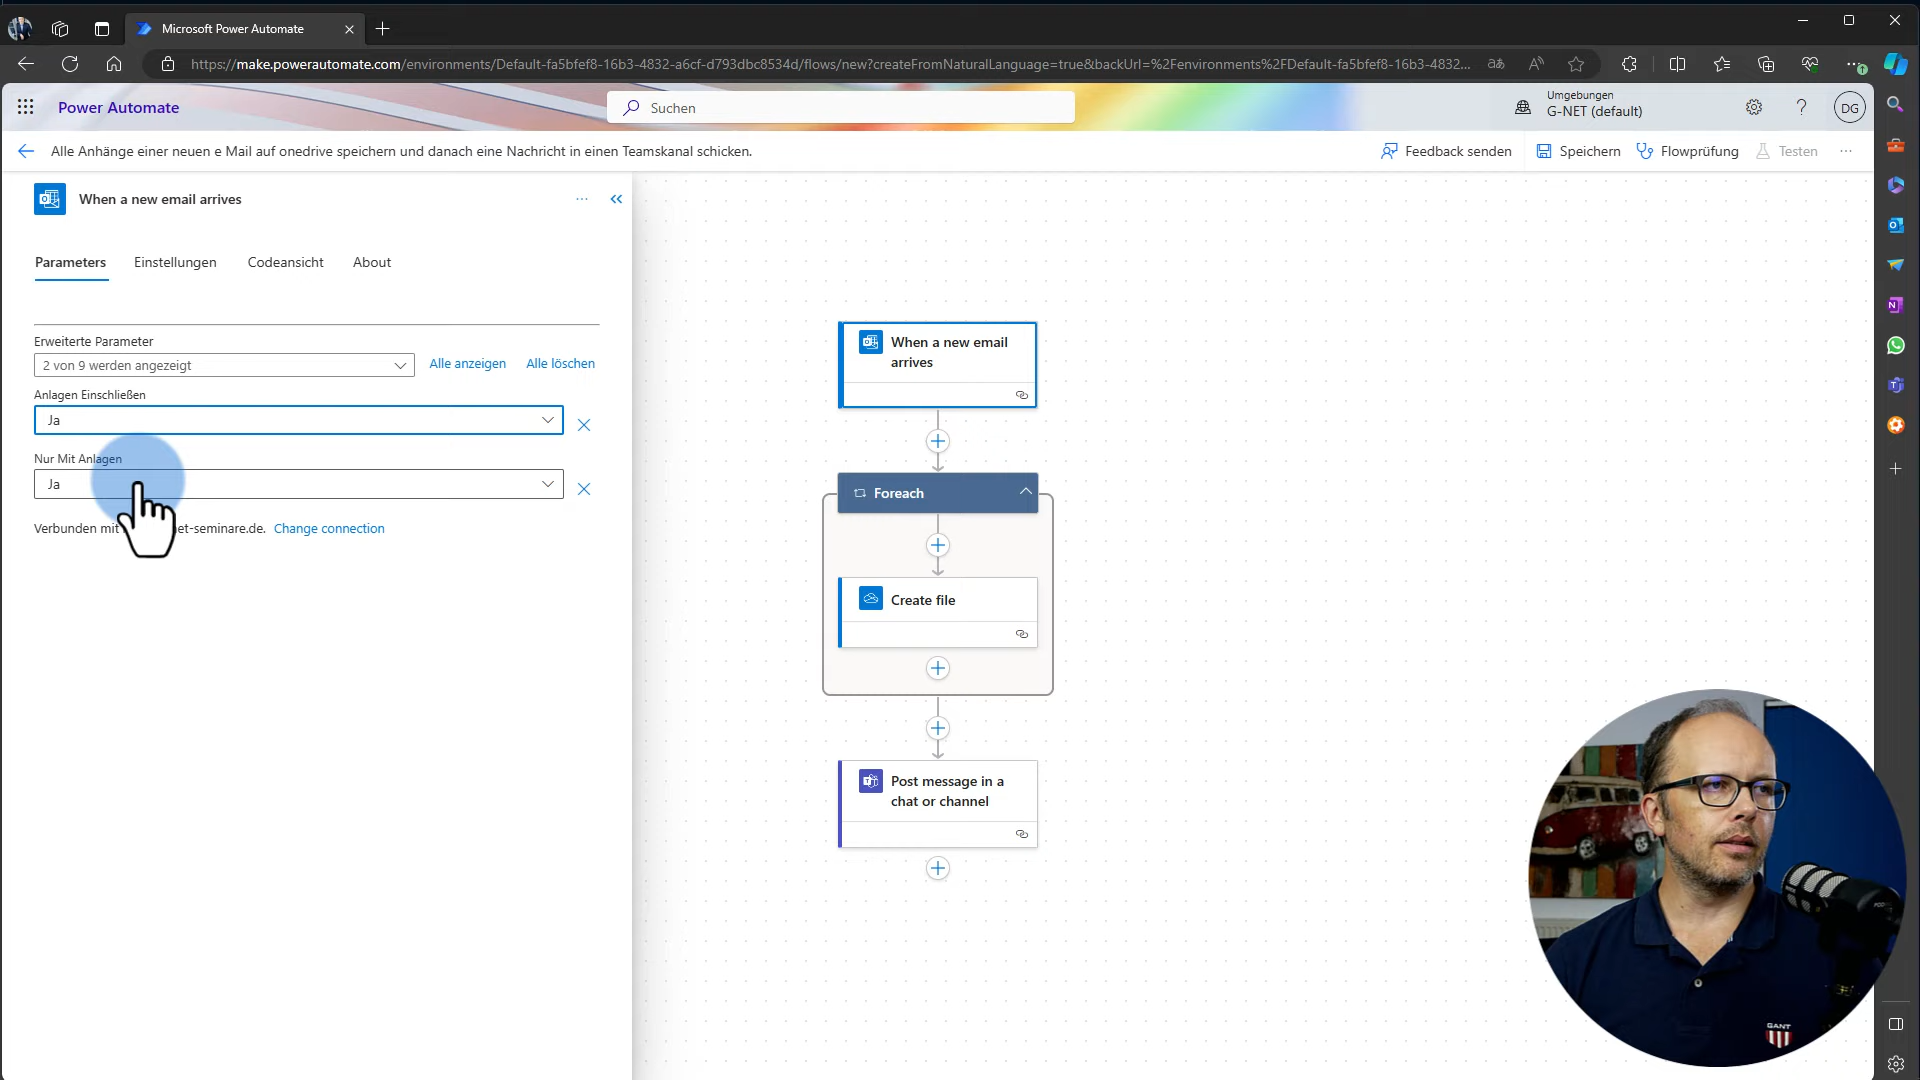 Microsoft Power Automate
https://make.powerautomate.com/environments/Default-fa5bfef8-16b3-4832-a6cf-d793dbc8534d/flows/new?createFromNaturalLanguage=true&backUrl=%2Fenvironments%2FDefault-fa5bfef8-16b3-4832...
Power Automate
Suchen
Umgebungen
G-NET (default)
DG
Alle Anhänge einer neuen e Mail auf onedrive speichern und danach eine Nachricht in einen Teamskanal schicken.
Feedback senden
Speichern
Flowprüfung
Testen
When a new email arrives
Parameters
Einstellungen
Codeansicht
About
Erweiterte Parameter
2 von 9 werden angezeigt
Alle anzeigen
Alle löschen
Anlagen Einschließen
Ja
Nur Mit Anlagen
Ja
Verbunden mit et-seminare.de. Change connection
When a new email
arrives
Foreach
Create file
Post message in a
chat or channel
GANT